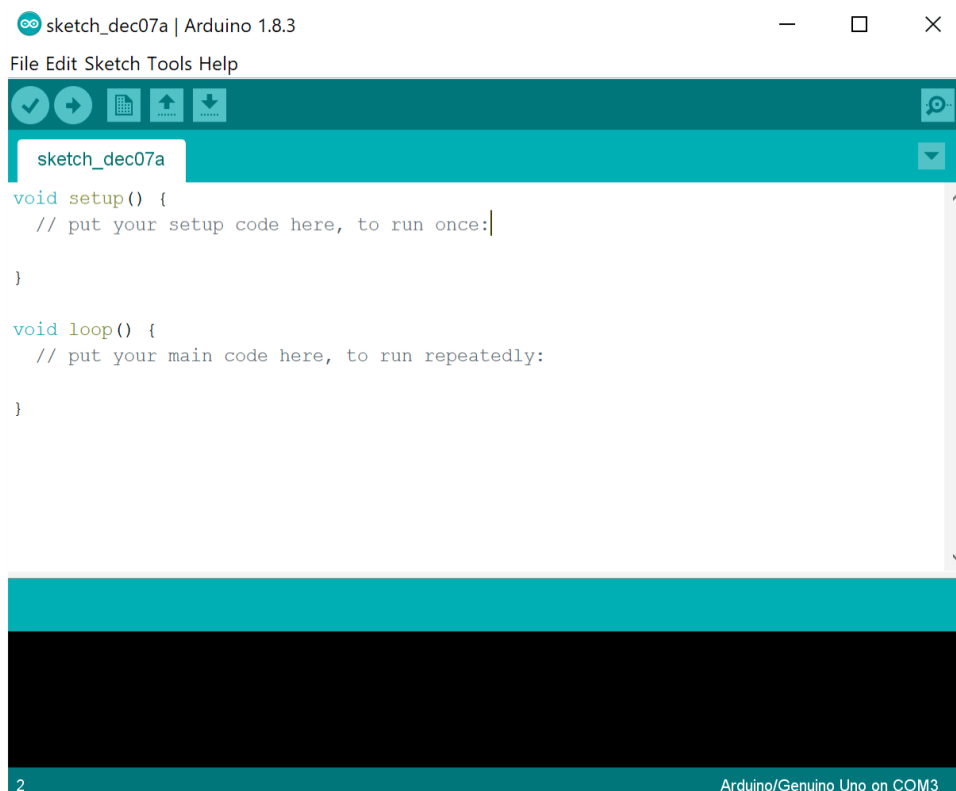 sketch_dec07a | Arduino 1.8.3
File Edit Sketch Tools Help
sketch_dec07a
void setup() {
  // put your setup code here, to run once:
}
void loop() {
  // put your main code here, to run repeatedly:
}
2
Arduino/Genuino Uno on COM3